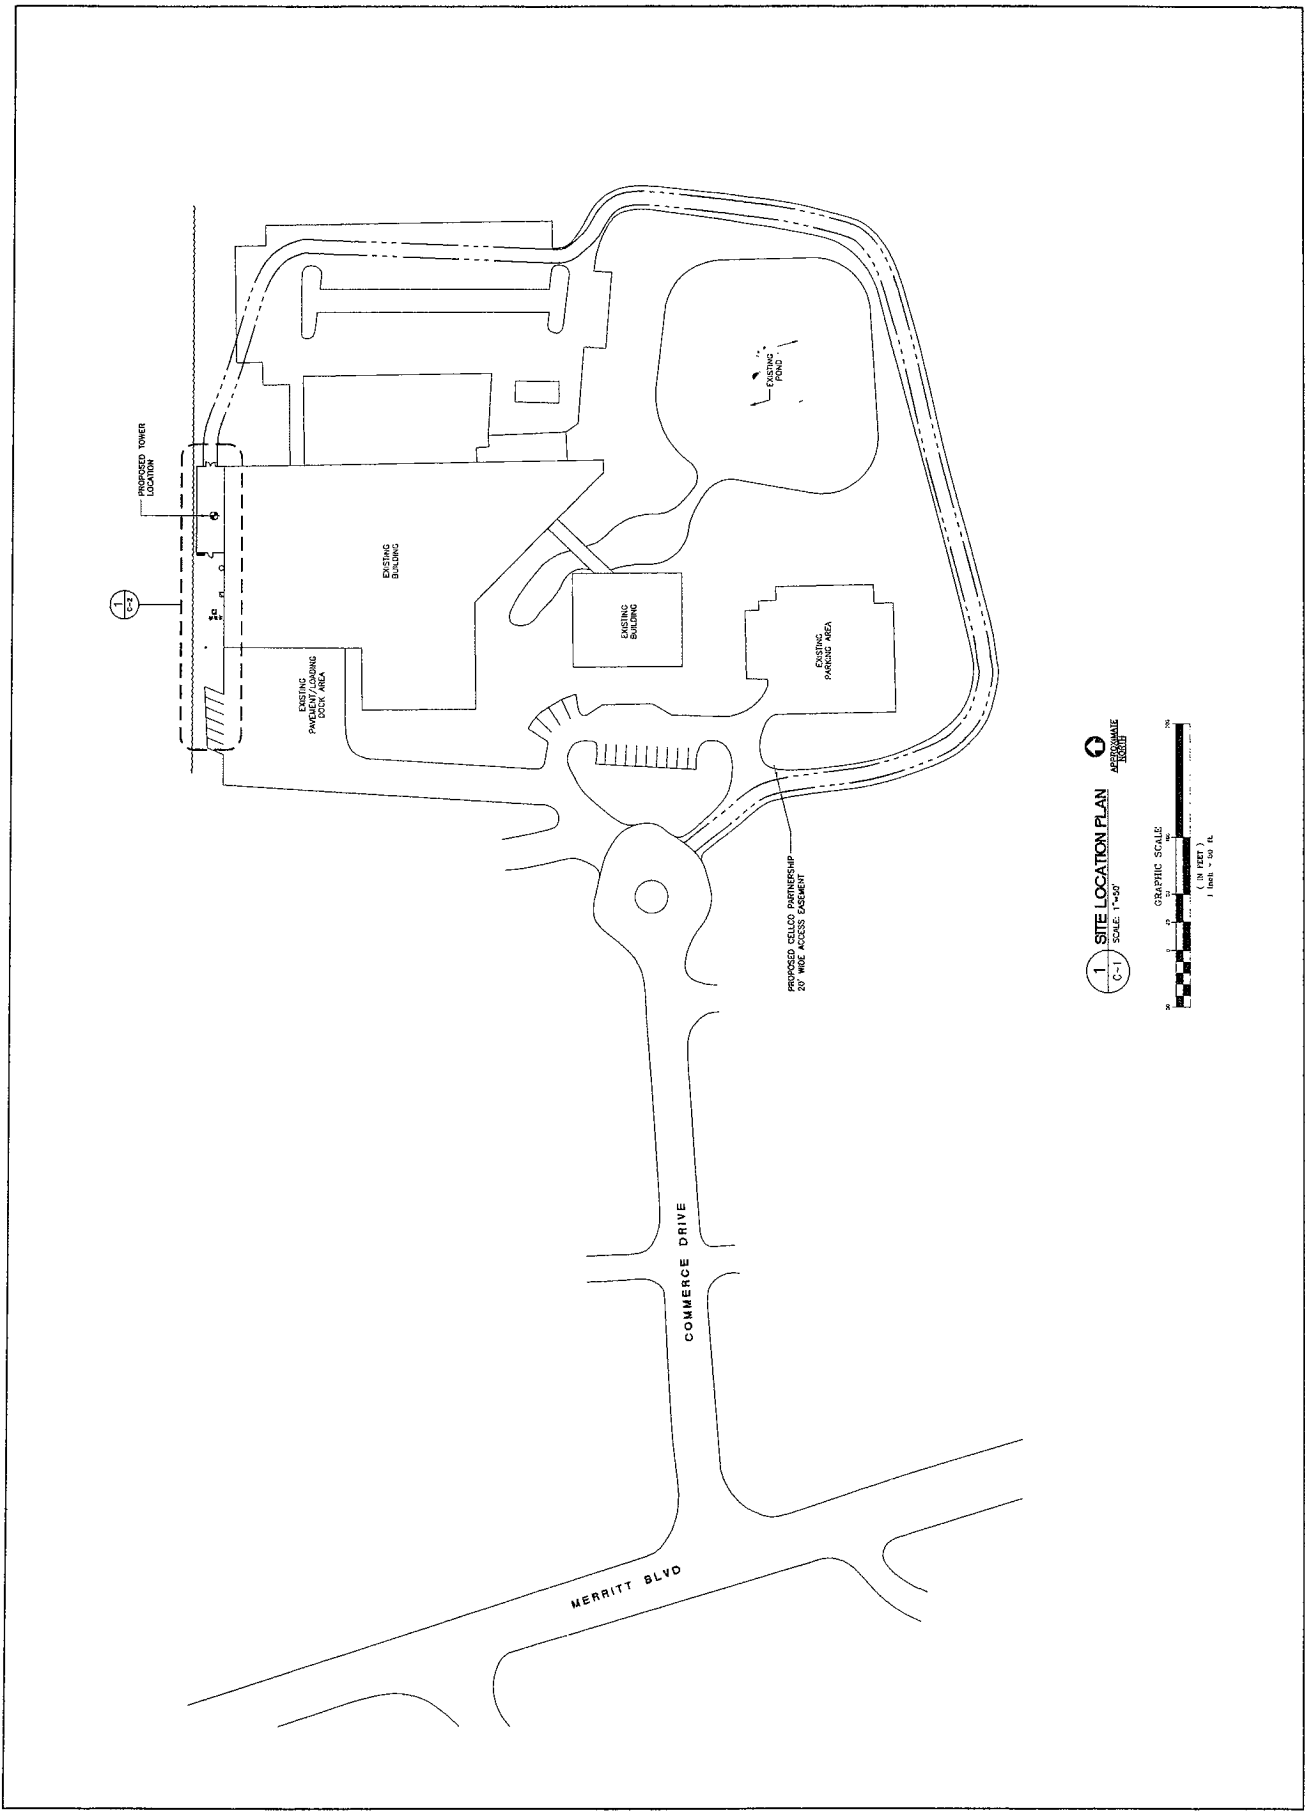 PROPOSED TOWER
LOCATION
1
C-2
EXISTING
BUILDING
EXISTING
PAVEMENT/LOADING
DOCK AREA
EXISTING
BUILDING
EXISTING
POND
EXISTING
PARKING AREA
PROPOSED CELLCO PARTNERSHIP
20' WIDE ACCESS EASEMENT
COMMERCE DRIVE
MERRITT BLVD
1
C-1
SITE LOCATION PLAN
SCALE: 1"=50'
APPROXIMATE
NORTH
GRAPHIC SCALE
0
( IN FEET )